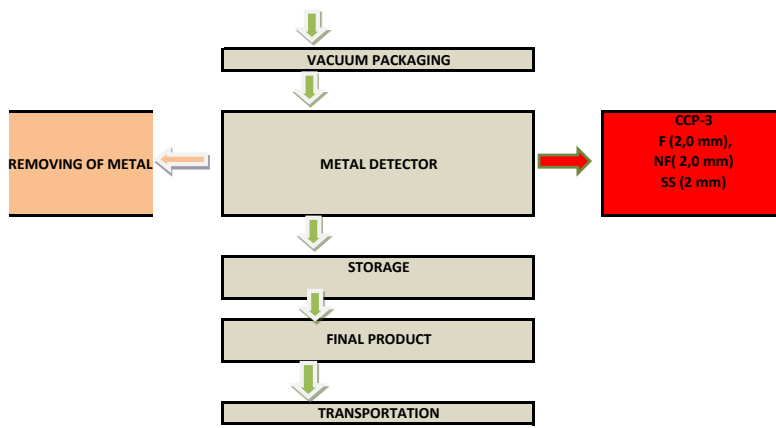 VACUUM PACKAGING
REMOVING OF METAL
METAL DETECTOR
CCP-3
F (2,0 mm),
NF( 2,0 mm)
SS (2 mm)
STORAGE
FINAL PRODUCT
TRANSPORTATION